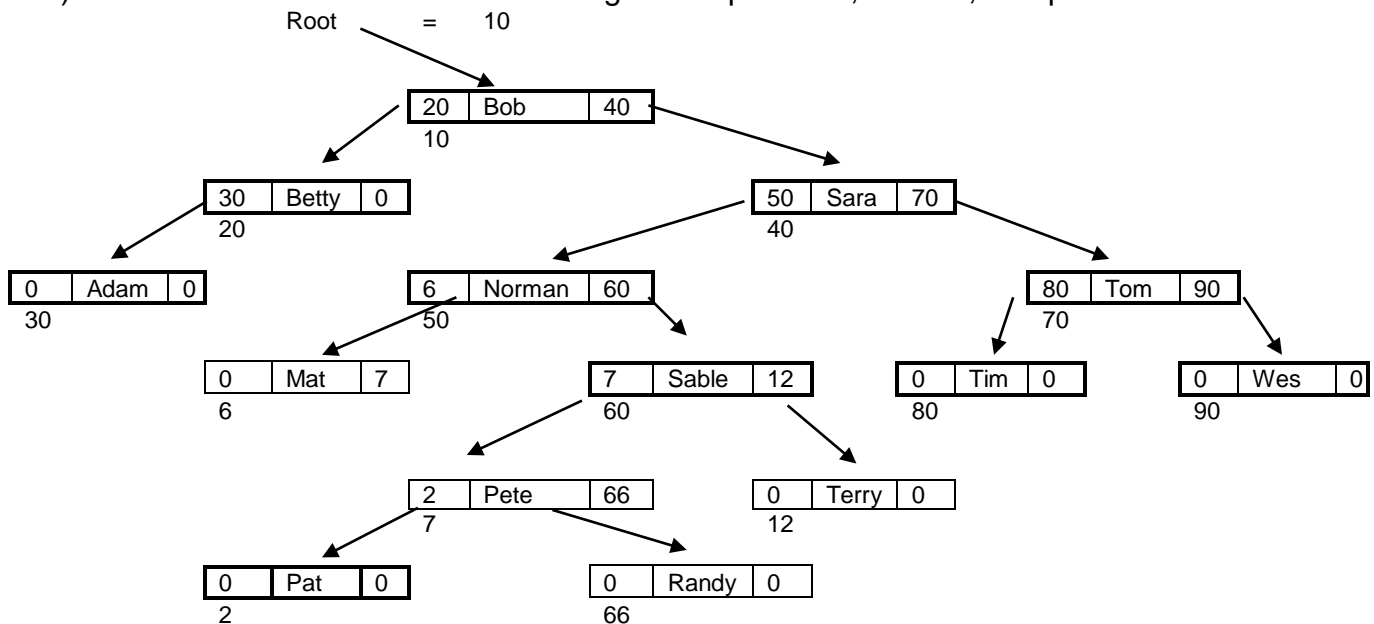 Root = 10
20 Bob 40
10
30 Betty 0
50 Sara 70
20
40
0 Adam 0
6 Norman 60
80 Tom 90
30
50
70
0 Mat 7
7 Sable 12
0 Tim 0
0 Wes 0
6
60
80
90
2 Pete 66
0 Terry 0
7
12
0 Pat 0
0 Randy 0
2
66